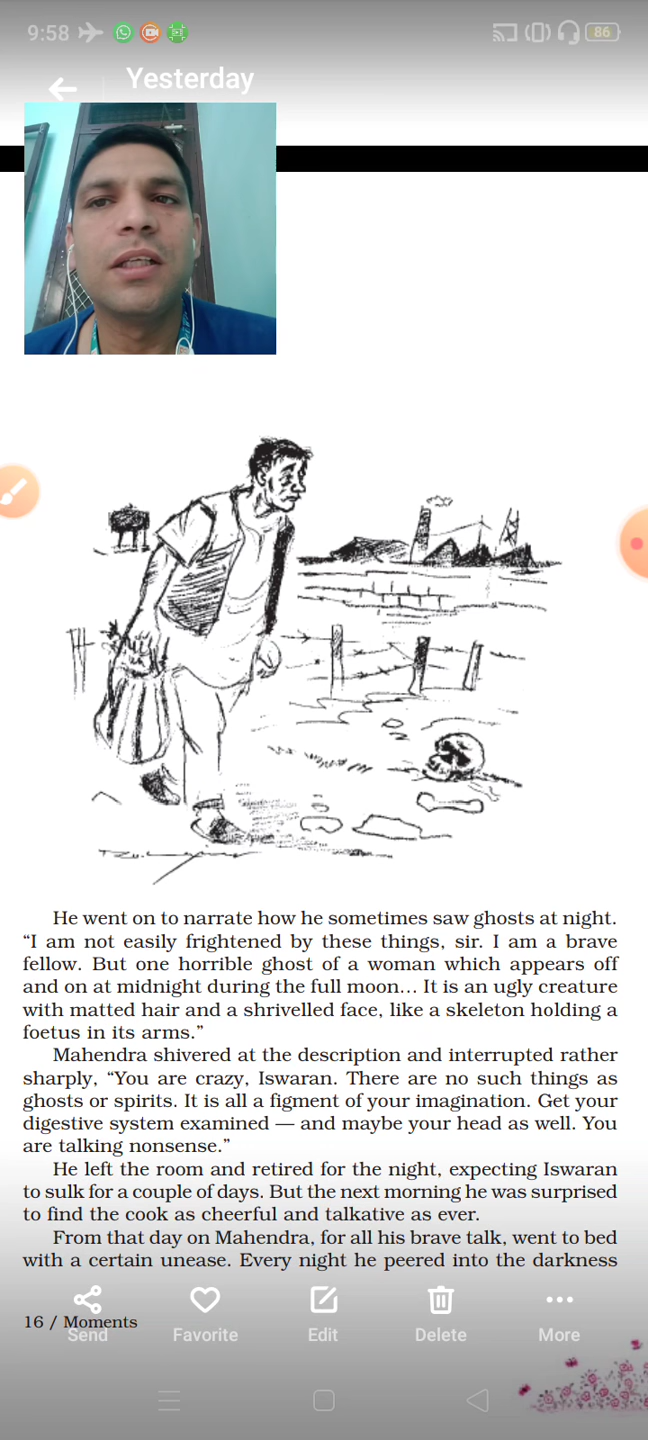 9:58
86
Yesterday
He went on to narrate how he sometimes saw ghosts at night.
“I am not easily frightened by these things, sir. I am a brave
fellow. But one horrible ghost of a woman which appears off
and on at midnight during the full moon... It is an ugly creature
with matted hair and a shrivelled face, like a skeleton holding a
foetus in its arms.”
Mahendra shivered at the description and interrupted rather
sharply, “You are crazy, Iswaran. There are no such things as
ghosts or spirits. It is all a figment of your imagination. Get your
digestive system examined — and maybe your head as well. You
are talking nonsense.”
He left the room and retired for the night, expecting Iswaran
to sulk for a couple of days. But the next morning he was surprised
to find the cook as cheerful and talkative as ever.
From that day on Mahendra, for all his brave talk, went to bed
with a certain unease. Every night he peered into the darkness
16 / Moments
Send Favorite Edit Delete More